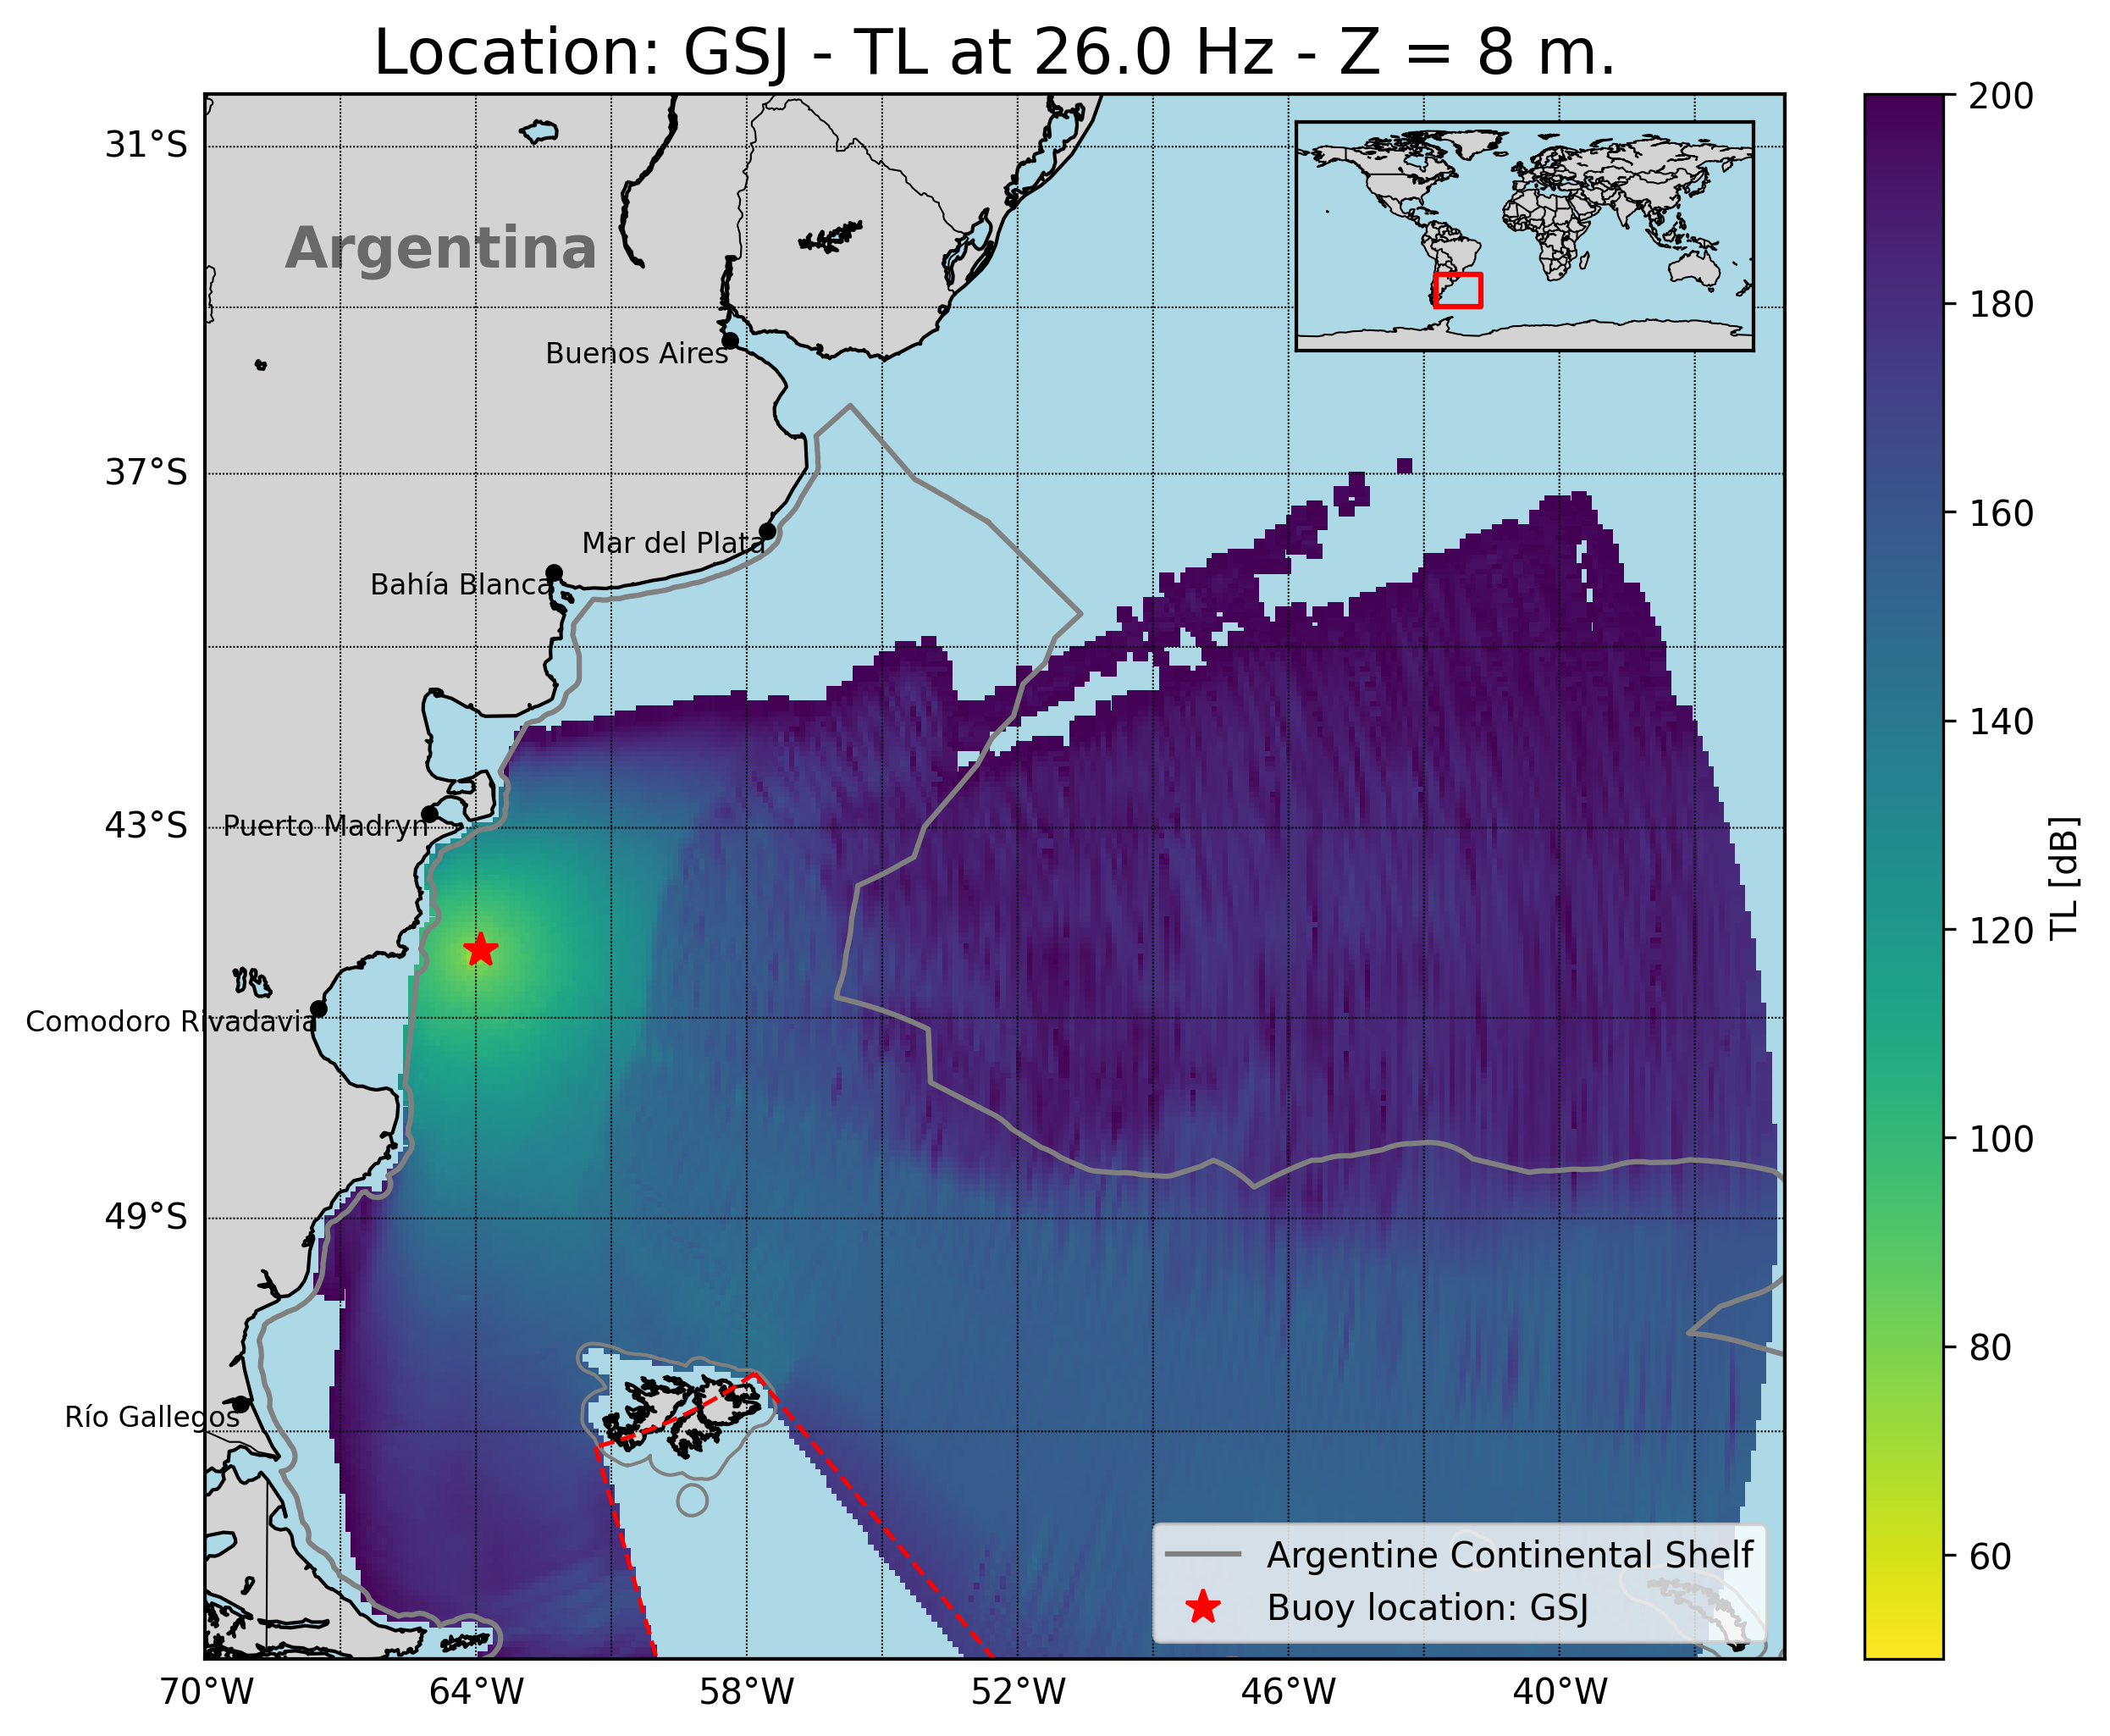 Location: GSJ - TL at 26.0 Hz - Z = 8 m.
200
31°S
Argentina
180
Buenos Aires
37°S
160
Mar del Plata
Bahía Blanca
140
43°S
Puerto Madryn
TL [dB]
120
Comodoro Rivadavia
100
49°S
80
Río Gallegos
Argentine Continental Shelf
60
Buoy location: GSJ
70°W
64°W
58°W
52°W
46°W
40°W